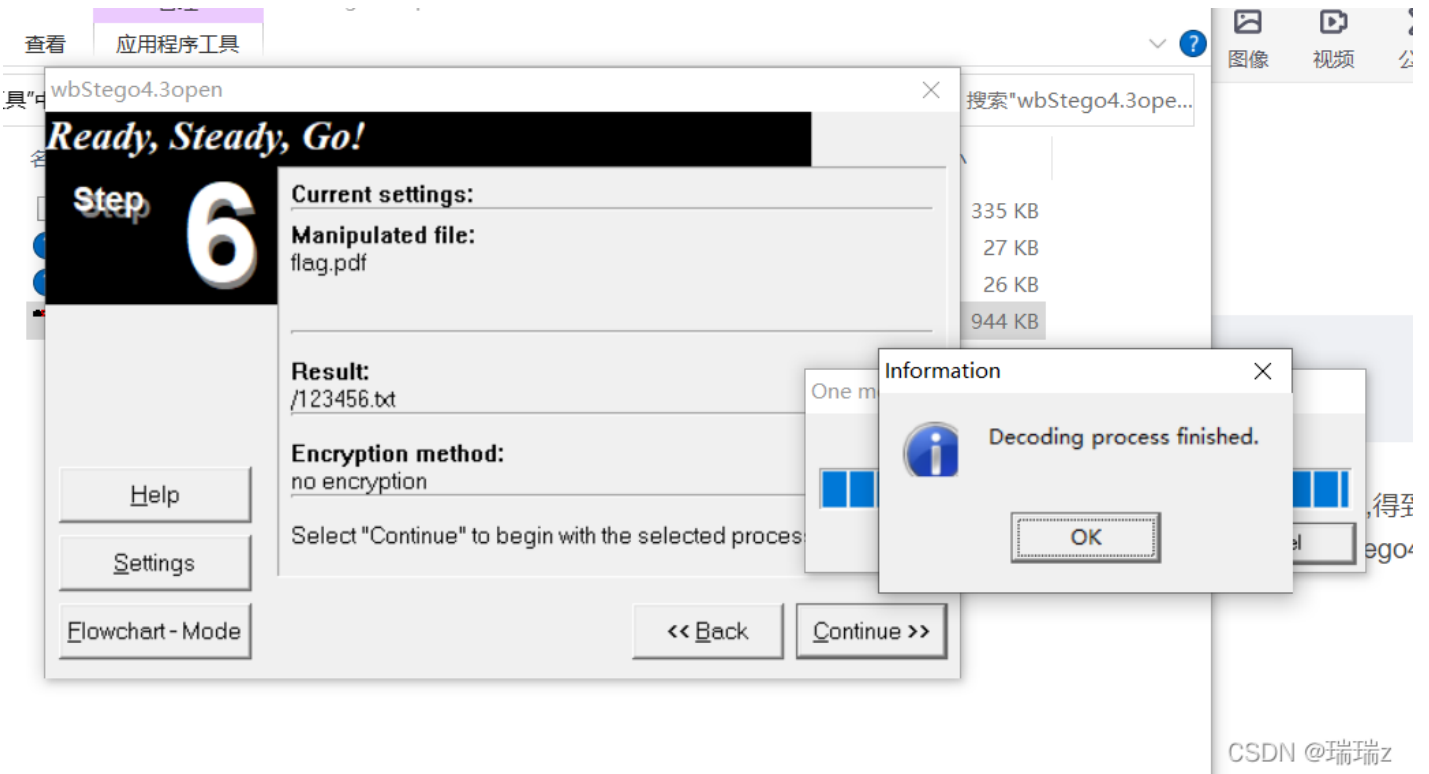 查看
应用程序工具
图像
视频
具"中
wbStego4.3open
搜索"wbStego4.3ope...
Ready, Steady, Go!
Step 6
Current settings:
Manipulated file:
flag.pdf
335 KB
27 KB
26 KB
944 KB
Result:
/123456.txt
Encryption method:
no encryption
Select "Continue" to begin with the selected proces
Help
Settings
Flowchart - Mode
<< Back
Continue >>
One m
Information
Decoding process finished.
OK
,得到
ego4
CSDN @瑞瑞z